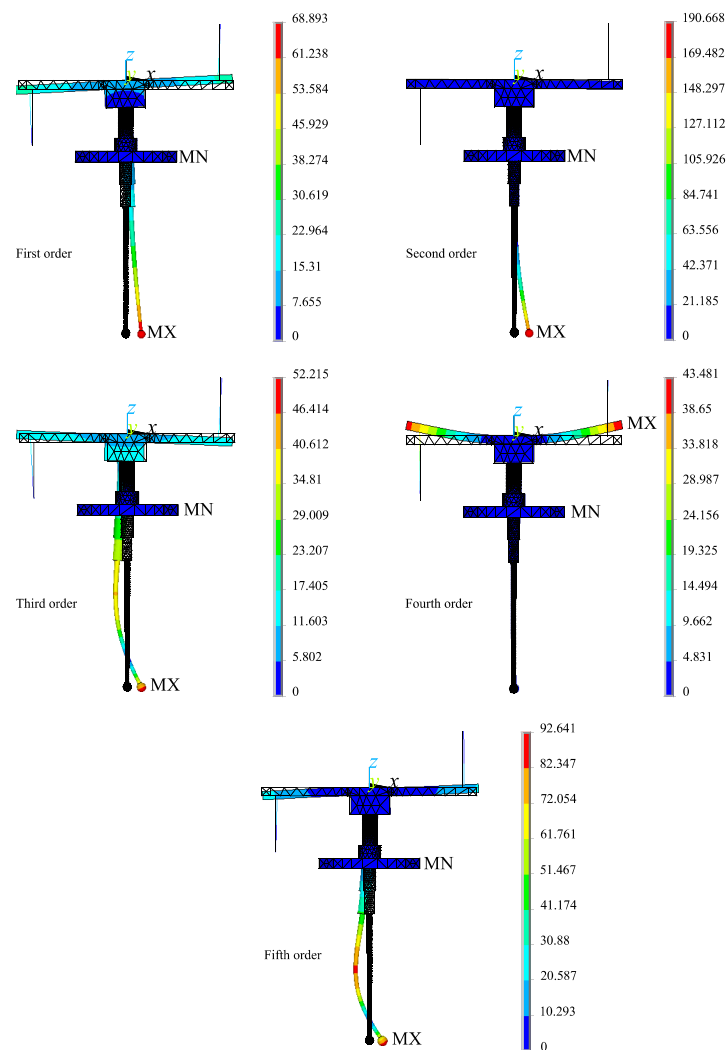 68.893
61.238
53.584
45.929
38.274
30.619
22.964
15.31
7.655
0
z
y
x
MN
First order
MX
190.668
169.482
148.297
127.112
105.926
84.741
63.556
42.371
21.185
0
z
y
x
MN
Second order
MX
52.215
46.414
40.612
34.81
29.009
23.207
17.405
11.603
5.802
0
z
y
x
MN
Third order
MX
43.481
38.65
33.818
28.987
24.156
19.325
14.494
9.662
4.831
0
z
y
x
MX
MN
Fourth order
92.641
82.347
72.054
61.761
51.467
41.174
30.88
20.587
10.293
0
z
y
x
MN
Fifth order
MX